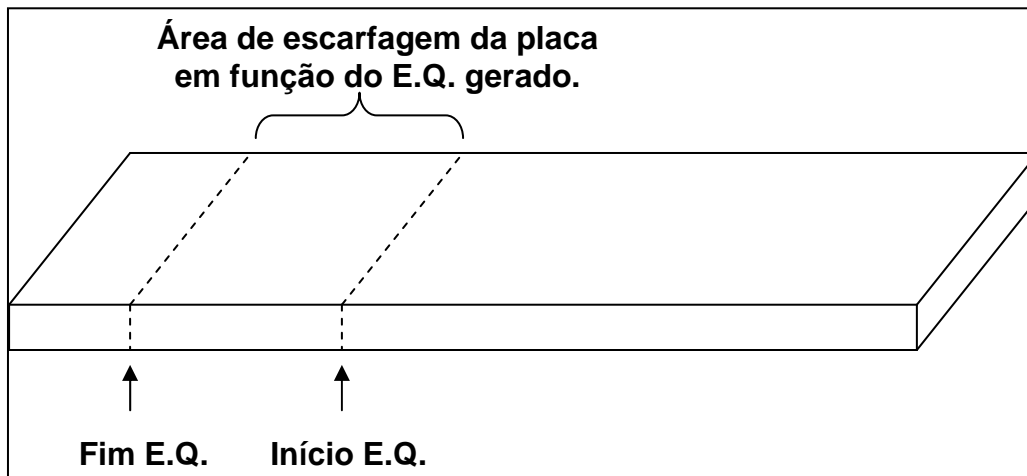 Área de escarfagem da placa
em função do E.Q. gerado.
Fim E.Q. Início E.Q.